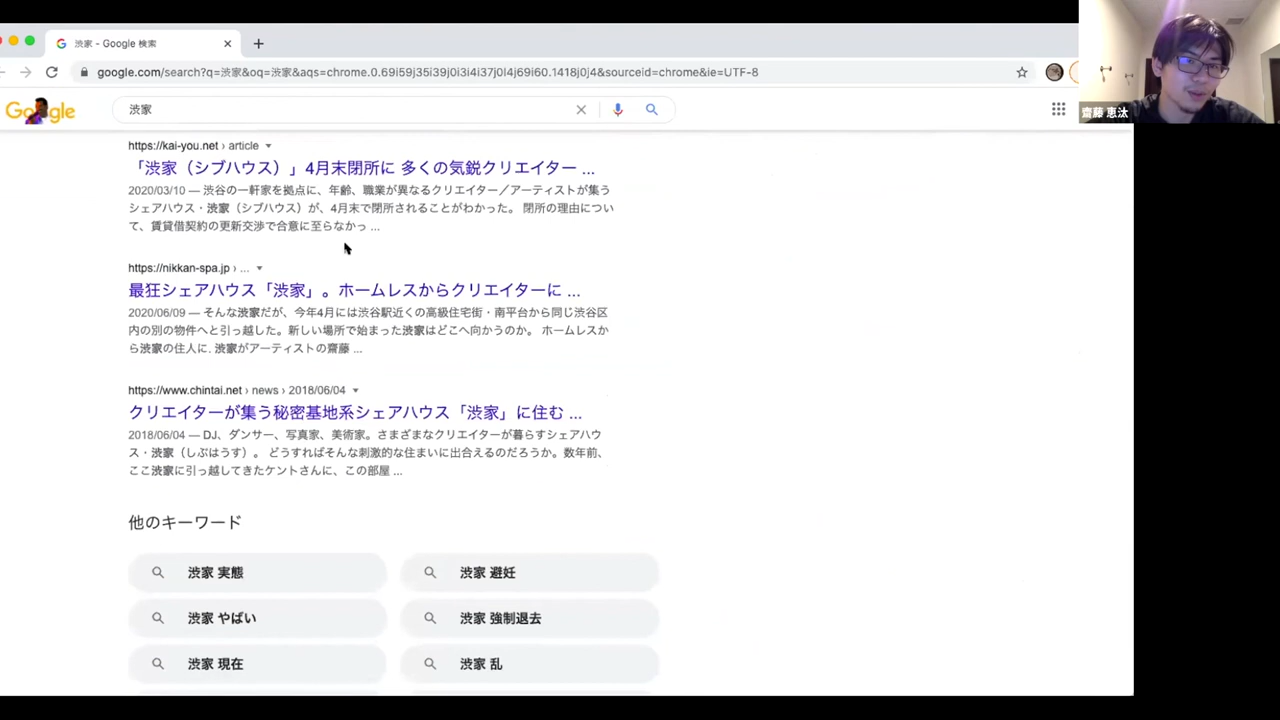 渋家 - Google 検索
google.com/search?q=渋家&oq=渋家&aqs=chrome.0.69i59j35i39j0i3i4i37j0l4j69i60.1418j0j4&sourceid=chrome&ie=UTF-8
Google
渋家
齋藤 恵汰
https://kai-you.net › article
「渋家（シブハウス）」4月末閉所に 多くの気鋭クリエイター ...
2020/03/10 — 渋谷の一軒家を拠点に、年齢、職業が異なるクリエイター／アーティストが集う
シェアハウス・渋家（シブハウス）が、4月末で閉所されることがわかった。 閉所の理由につい
て、賃貸借契約の更新交渉で合意に至らなかっ ...
https://nikkan-spa.jp › ...
最狂シェアハウス「渋家」。ホームレスからクリエイターに ...
2020/06/09 — そんな渋家だが、今年4月には渋谷駅近くの高級住宅街・南平台から同じ渋谷区
内の別の物件へと引っ越した。新しい場所で始まった渋家はどこへ向かうのか。 ホームレスか
ら渋家の住人に. 渋家がアーティストの齋藤 ...
https://www.chintai.net › news › 2018/06/04
クリエイターが集う秘密基地系シェアハウス「渋家」に住む ...
2018/06/04 — DJ、ダンサー、写真家、美術家。さまざまなクリエイターが暮らすシェアハウ
ス・渋家（しぶはうす）。 どうすればそんな刺激的な住まいに出合えるのだろうか。数年前、
ここ渋家に引っ越してきたケントさんに、この部屋 ...
他のキーワード
渋家 実態
渋家 避妊
渋家 やばい
渋家 強制退去
渋家 現在
渋家 乱